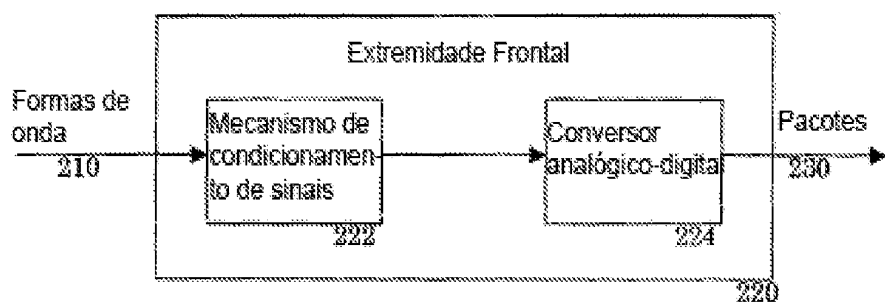 Extremidade Frontal
Formas de
onda
210
Mecanismo de
condicionamen-
to de sinais
222
Conversor
analógico-digital
224
Pacotes
230
220